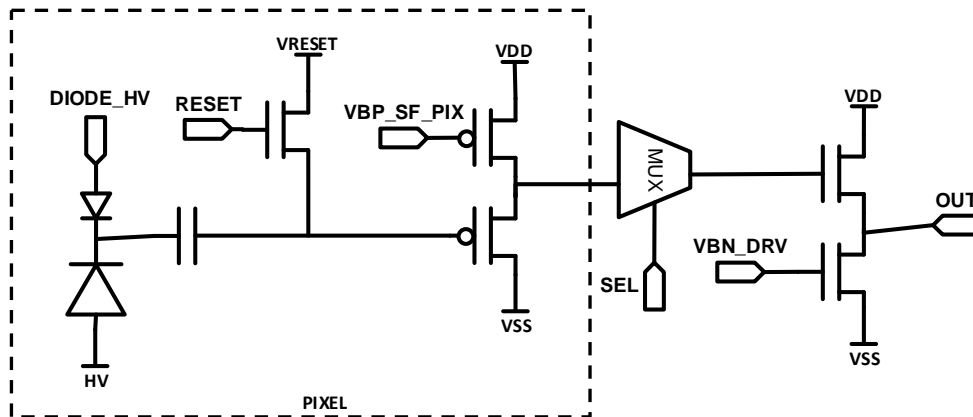 VRESET
VDD
DIODE_HV
RESET
VBP_SF_PIX
VDD
MUX
OUT
VBN_DRV
SEL
VSS
VSS
HV
PIXEL